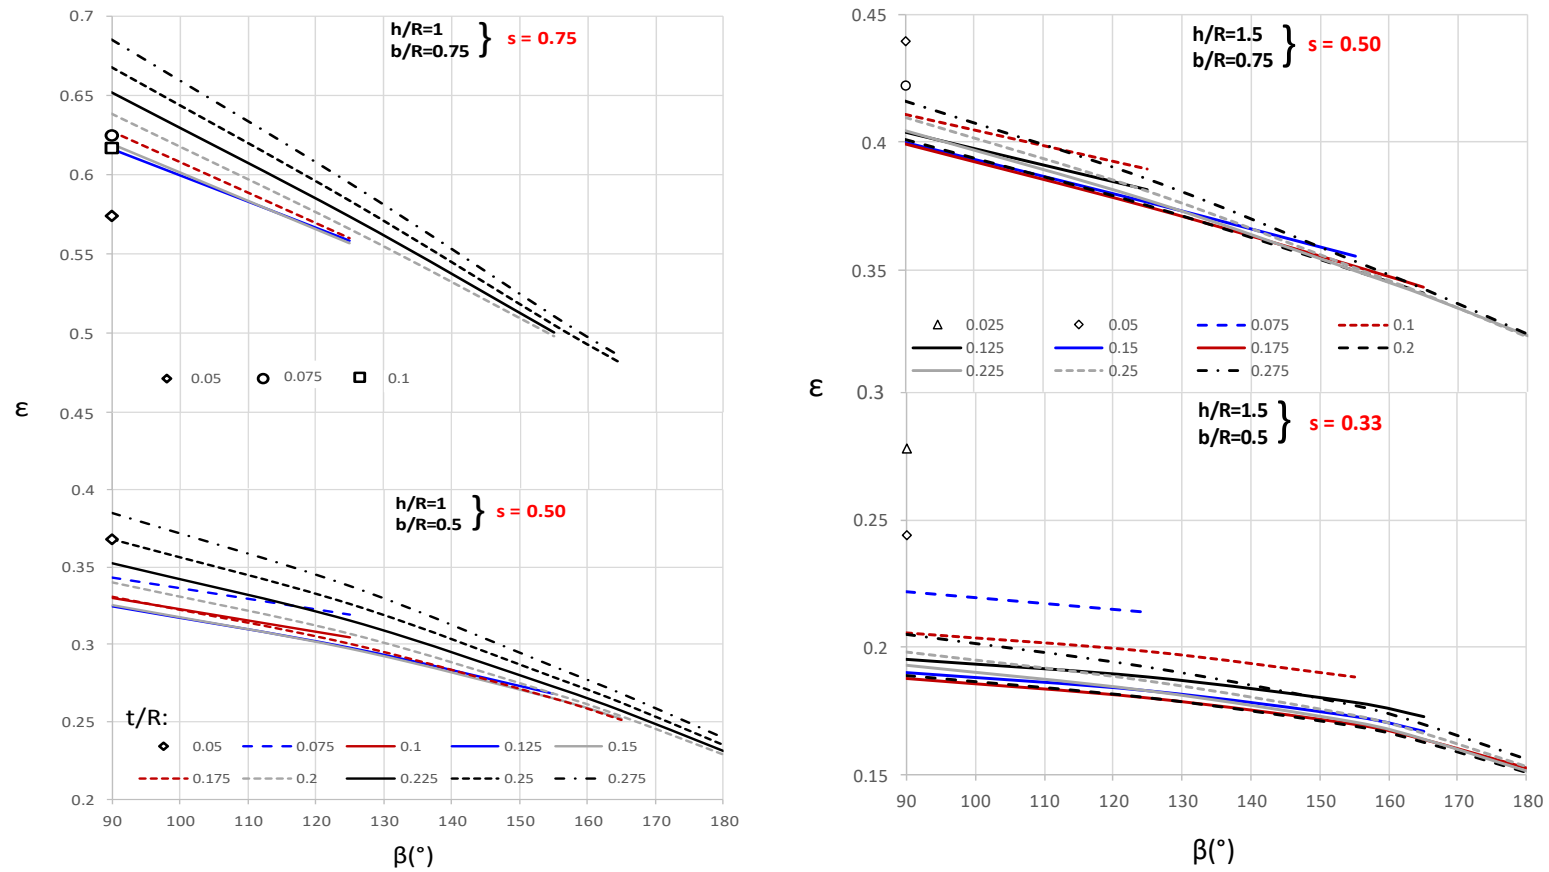 0.7
h/R=1
b/R=0.75
} s = 0.75
0.65
0.6
0.55
0.5
0.05 0.075 0.1
ε
0.45
0.4
h/R=1
b/R=0.5
} s = 0.50
0.35
0.3
0.25
t/R:
0.05 0.075 0.1 0.125 0.15
0.175 0.2 0.225 0.25 0.275
0.2
90 100 110 120 130 140 150 160 170 180
β(°)
0.45
h/R=1.5
b/R=0.75
} s = 0.50
0.4
0.35
0.025 0.05 0.075 0.1
0.125 0.15 0.175 0.2
0.225 0.25 0.275
ε
0.3
h/R=1.5
b/R=0.5
} s = 0.33
0.25
0.2
0.15
90 100 110 120 130 140 150 160 170 180
β(°)